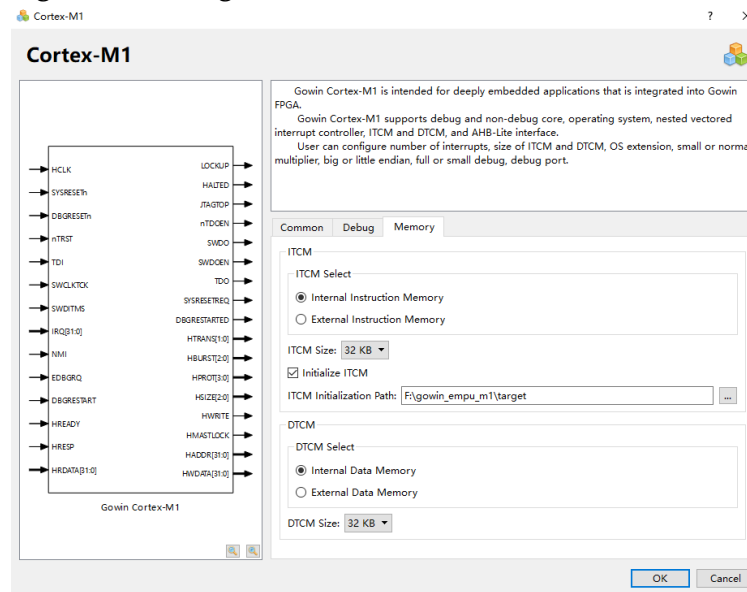 Cortex-M1
?
Cortex-M1
Gowin Cortex-M1 is intended for deeply embedded applications that is integrated into Gowin
FPGA.
Gowin Cortex-M1 supports debug and non-debug core, operating system, nested vectored
interrupt controller, ITCM and DTCM, and AHB-Lite interface.
User can configure number of interrupts, size of ITCM and DTCM, OS extension, small or norma
multiplier, big or little endian, full or small debug, debug port.
HCLK
SYSRESETn
DBGRESETn
nTRST
TDI
SWCLKTCK
SWDITMS
IRQ[31:0]
NMI
EDBGRQ
DBGRESTART
HREADY
HRESP
HRDATA[31:0]
LOCKUP
HALTED
JTAGTOP
nTDOEN
SWDO
SWDOEN
TDO
SYSRESETREQ
DBGRESTARTED
HTRANS[1:0]
HBURST[2:0]
HPROT[3:0]
HSIZE[2:0]
HWRITE
HMASTLOCK
HADDR[31:0]
HWDATA[31:0]
Gowin Cortex-M1
Common Debug Memory
ITCM
ITCM Select
Internal Instruction Memory
External Instruction Memory
ITCM Size: 32 KB
Initialize ITCM
ITCM Initialization Path: F:\gowin_empu_m1\target ...
DTCM
DTCM Select
Internal Data Memory
External Data Memory
DTCM Size: 32 KB
OK Cancel